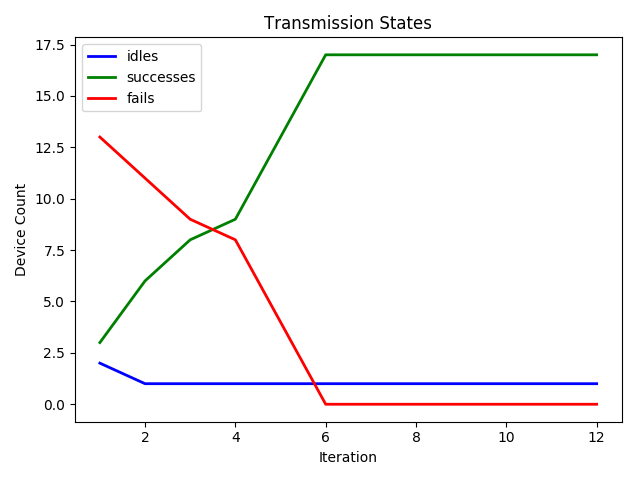 Transmission States
idles
successes
fails
17.5
15.0
12.5
10.0
7.5
5.0
2.5
0.0
Device Count
2 4 6 8 10 12
Iteration